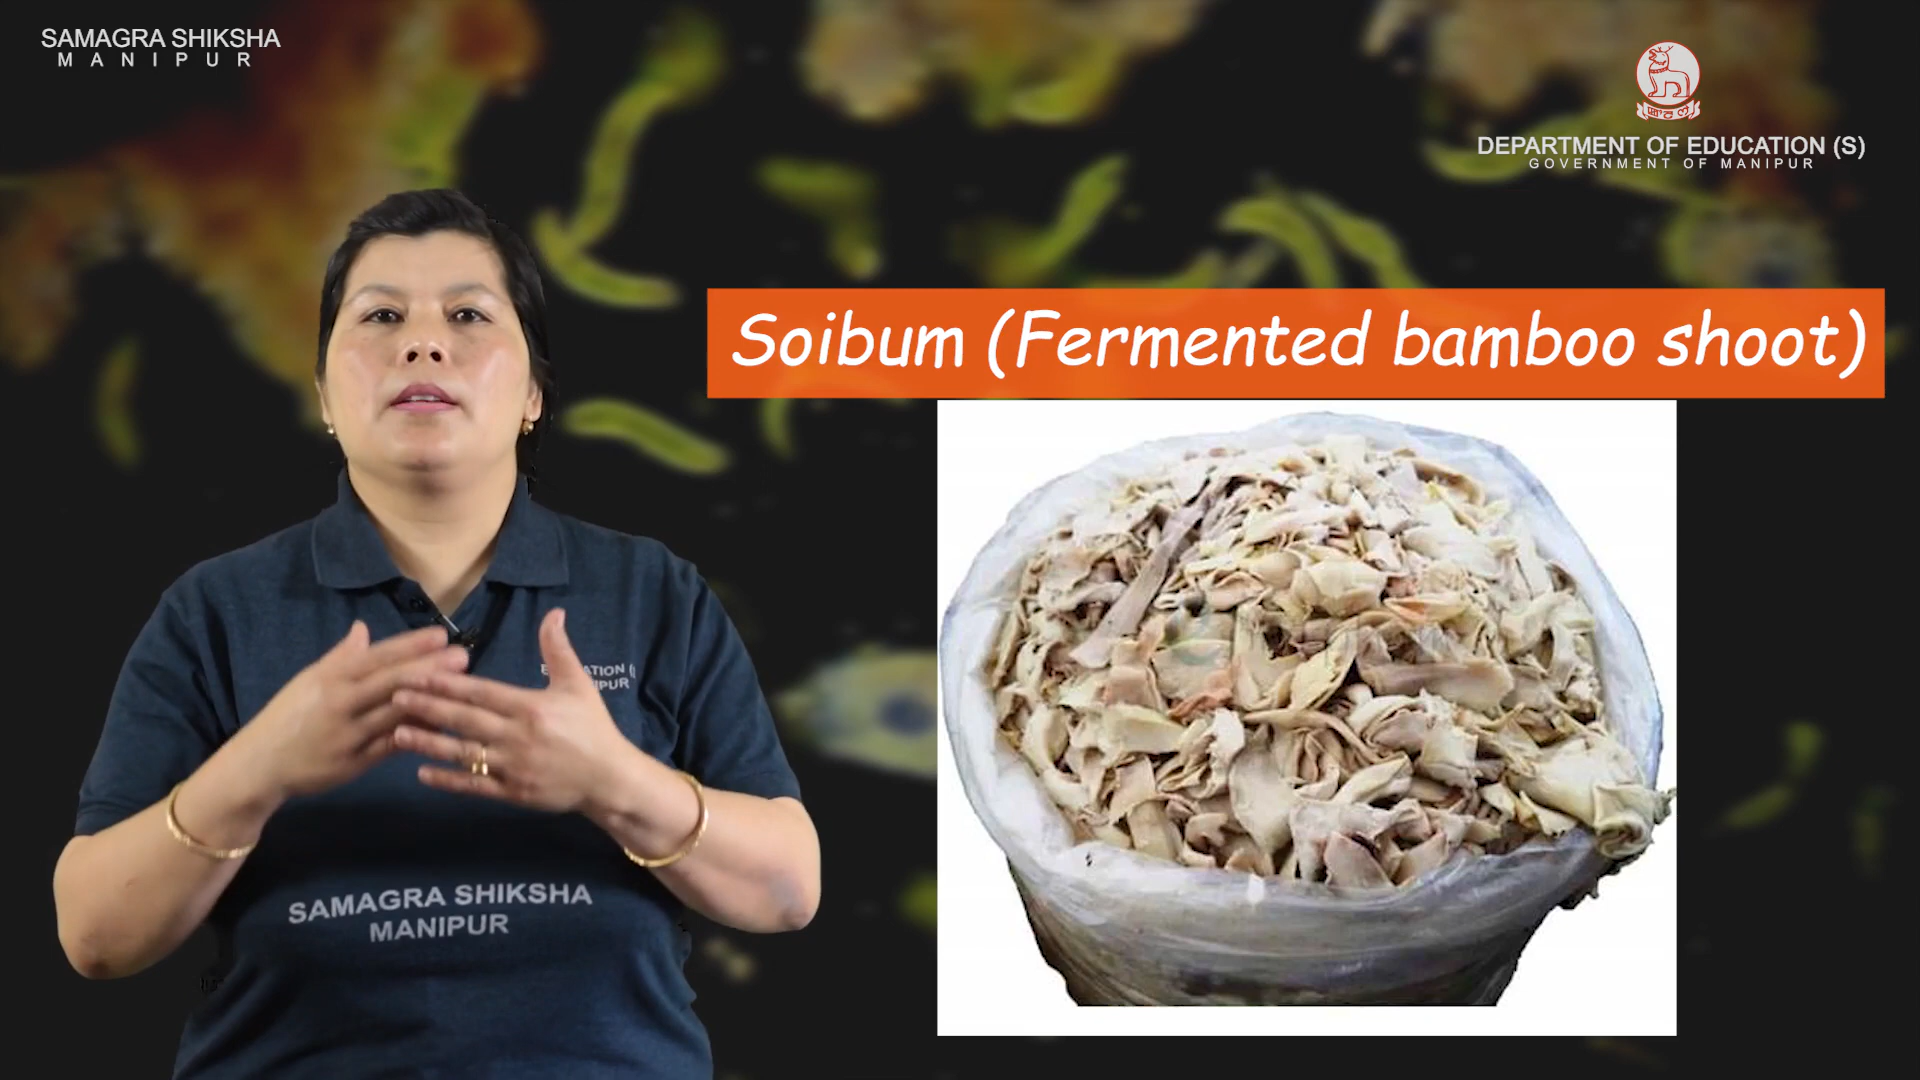 SAMAGRA SHIKSHA
MANIPUR
DEPARTMENT OF EDUCATION (S)
GOVERNMENT OF MANIPUR
Soibum (Fermented bamboo shoot)
SAMAGRA SHIKSHA
MANIPUR